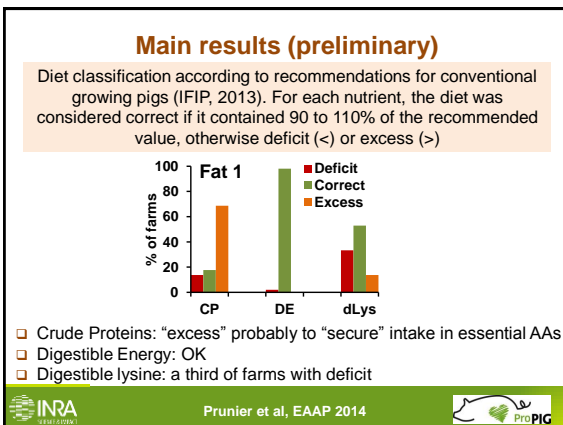 Main results (preliminary)
Diet classification according to recommendations for conventional
growing pigs (IFIP, 2013). For each nutrient, the diet was
considered correct if it contained 90 to 110% of the recommended
value, otherwise deficit (<) or excess (>)
Fat 1
Deficit
Correct
Excess
% of farms
100
80
60
40
20
0
CP DE dLys
Crude Proteins: “excess” probably to “secure” intake in essential AAs
Digestible Energy: OK
Digestible lysine: a third of farms with deficit
INRA
Prunier et al, EAAP 2014
ProPIG